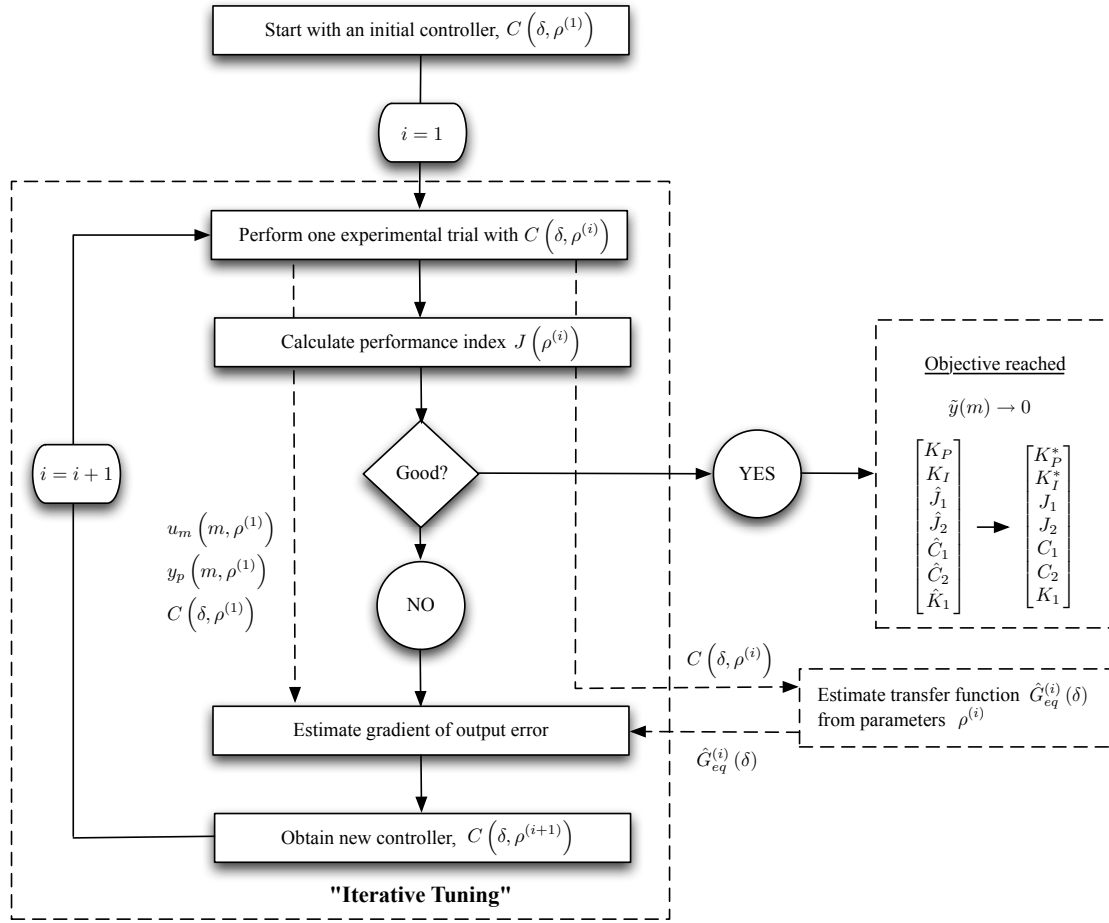 Start with an initial controller, C(δ, ρ^(1))
i = 1
Perform one experimental trial with C(δ, ρ^(i))
Calculate performance index J(ρ^(i))
Good?
YES
Objective reached
ỹ(m) → 0
K_P
K_I
Ĵ_1
Ĵ_2
Ĉ_1
Ĉ_2
K̂_1
K_P^*
K_I^*
J_1
J_2
C_1
C_2
K_1
i = i + 1
u_m(m, ρ^(1))
y_p(m, ρ^(1))
C(δ, ρ^(1))
NO
C(δ, ρ^(i))
Estimate transfer function Ĝ_eq^(i)(δ)
from parameters ρ^(i)
Estimate gradient of output error
Ĝ_eq^(i)(δ)
Obtain new controller, C(δ, ρ^(i+1))
"Iterative Tuning"